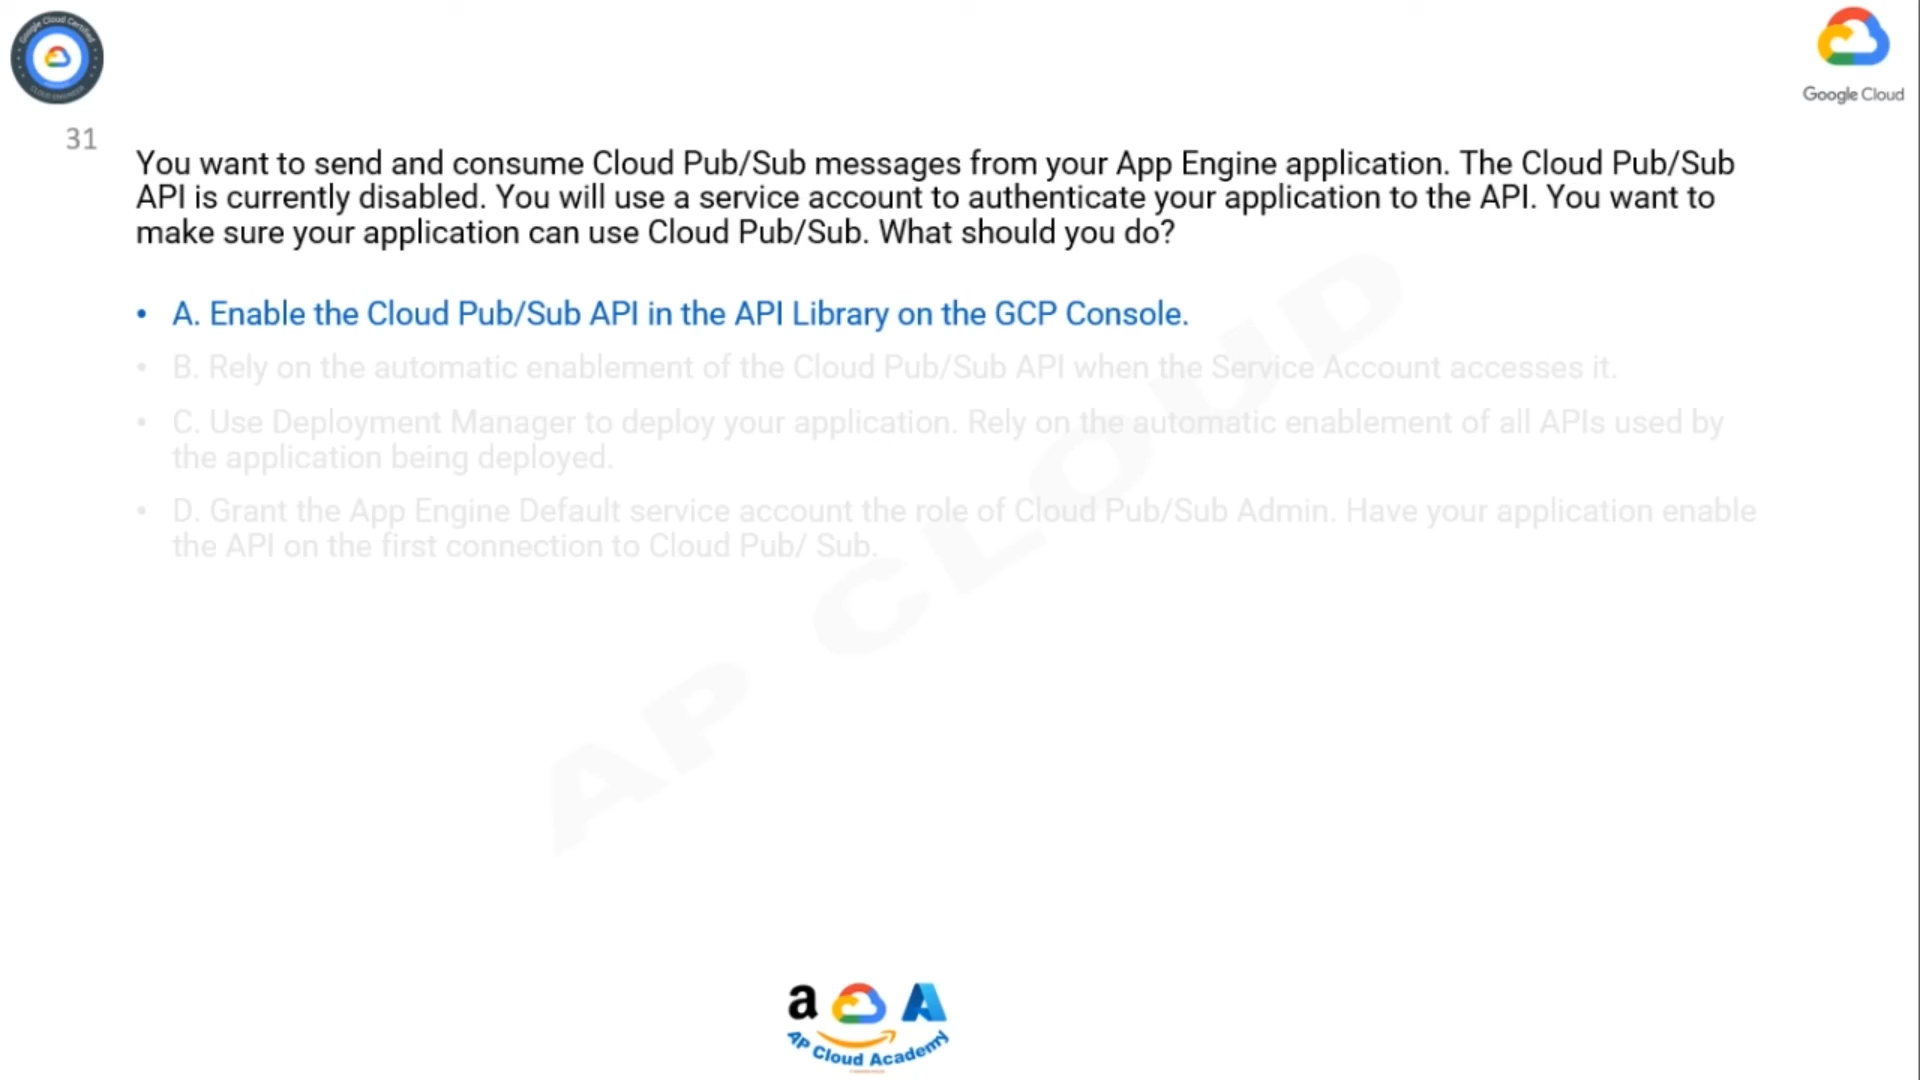 Google Cloud Certified
CLOUD ENGINEER
Google Cloud
31
You want to send and consume Cloud Pub/Sub messages from your App Engine application. The Cloud Pub/Sub
API is currently disabled. You will use a service account to authenticate your application to the API. You want to
make sure your application can use Cloud Pub/Sub. What should you do?
• A. Enable the Cloud Pub/Sub API in the API Library on the GCP Console.
• B. Rely on the automatic enablement of the Cloud Pub/Sub API when the Service Account accesses it.
• C. Use Deployment Manager to deploy your application. Rely on the automatic enablement of all APIs used by
the application being deployed.
• D. Grant the App Engine Default service account the role of Cloud Pub/Sub Admin. Have your application enable
the API on the first connection to Cloud Pub/ Sub.
AP CLOUD
a
AP Cloud Academy